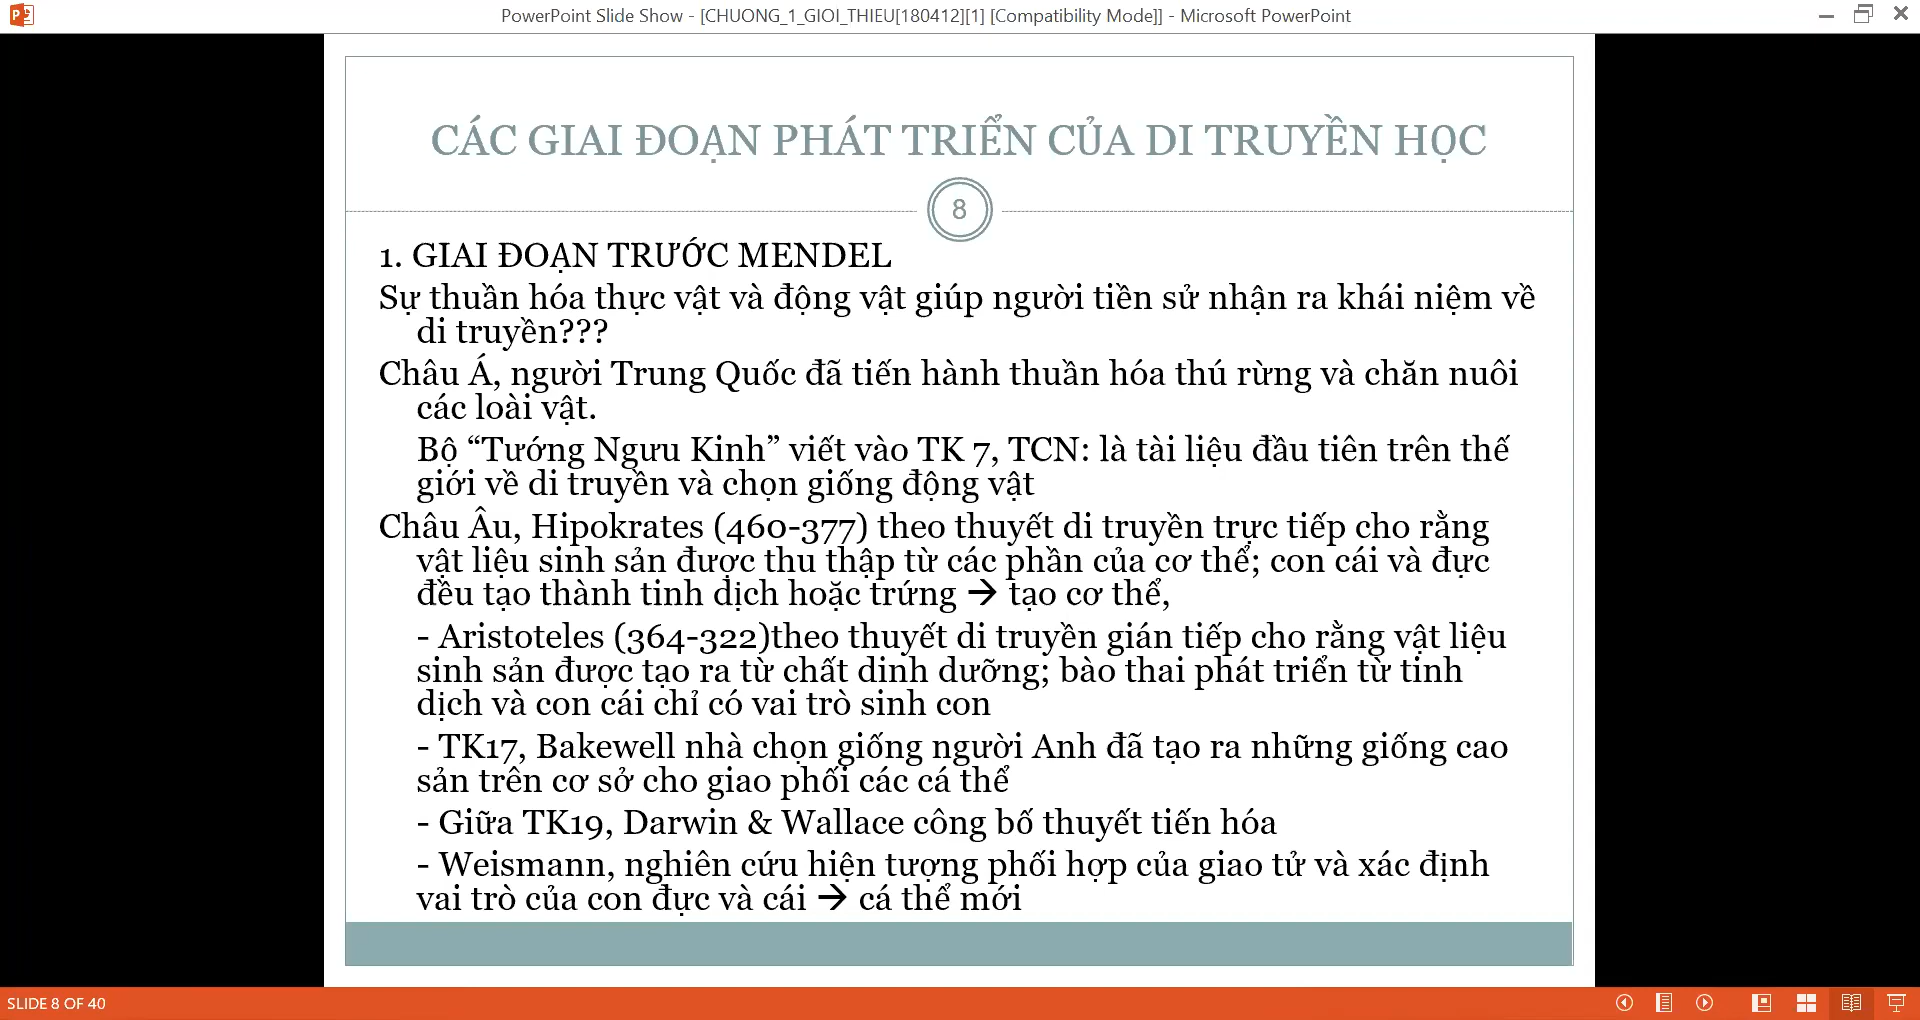 PowerPoint Slide Show - [CHUONG_1_GIOI_THIEU[180412][1] [Compatibility Mode]] - Microsoft PowerPoint
CÁC GIAI ĐOẠN PHÁT TRIỂN CỦA DI TRUYỀN HỌC
8
1. GIAI ĐOẠN TRƯỚC MENDEL
Sự thuần hóa thực vật và động vật giúp người tiền sử nhận ra khái niệm về
di truyền???
Châu Á, người Trung Quốc đã tiến hành thuần hóa thú rừng và chăn nuôi
các loài vật.
Bộ “Tướng Ngưu Kinh” viết vào TK 7, TCN: là tài liệu đầu tiên trên thế
giới về di truyền và chọn giống động vật
Châu Âu, Hipokrates (460-377) theo thuyết di truyền trực tiếp cho rằng
vật liệu sinh sản được thu thập từ các phần của cơ thể; con cái và đực
đều tạo thành tinh dịch hoặc trứng → tạo cơ thể,
- Aristoteles (364-322)theo thuyết di truyền gián tiếp cho rằng vật liệu
sinh sản được tạo ra từ chất dinh dưỡng; bào thai phát triển từ tinh
dịch và con cái chỉ có vai trò sinh con
- TK17, Bakewell nhà chọn giống người Anh đã tạo ra những giống cao
sản trên cơ sở cho giao phối các cá thể
- Giữa TK19, Darwin & Wallace công bố thuyết tiến hóa
- Weismann, nghiên cứu hiện tượng phối hợp của giao tử và xác định
vai trò của con đực và cái → cá thể mới
SLIDE 8 OF 40